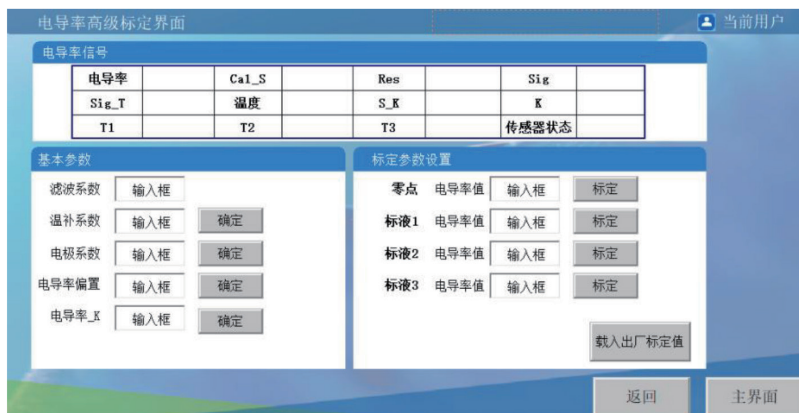 电导率高级标定界面 当前用户
电导率信号
电导率 Cal_S Res Sig
Sig_T 温度 S_K K
T1 T2 T3 传感器状态
基本参数 标定参数设置
滤波系数 输入框 零点 电导率值 输入框 标定
温补系数 输入框 确定 标液1 电导率值 输入框 标定
电极系数 输入框 确定 标液2 电导率值 输入框 标定
电导率偏置 输入框 确定 标液3 电导率值 输入框 标定
电导率_K 输入框 确定
载入出厂标定值
返回 主界面